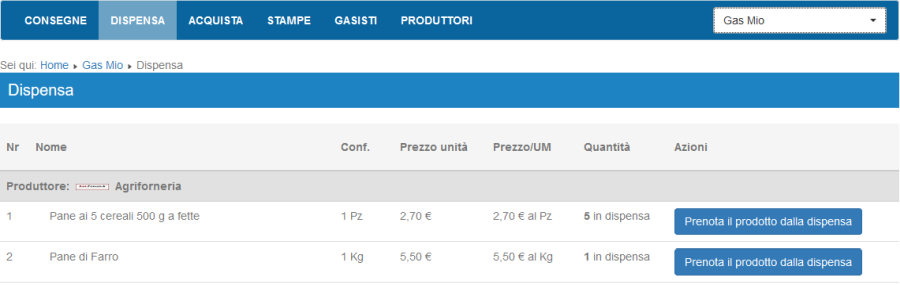 CONSEGNE DISPENSA ACQUISTA STAMPE GASISTI PRODUTTORI Gas Mio
Sei qui: Home ▸ Gas Mio ▸ Dispensa
Dispensa
Nr Nome Conf. Prezzo unità Prezzo/UM Quantità Azioni
Produttore: Agriforneria
1 Pane ai 5 cereali 500 g a fette 1 Pz 2,70 € 2,70 € al Pz 5 in dispensa Prenota il prodotto dalla dispensa
2 Pane di Farro 1 Kg 5,50 € 5,50 € al Kg 1 in dispensa Prenota il prodotto dalla dispensa